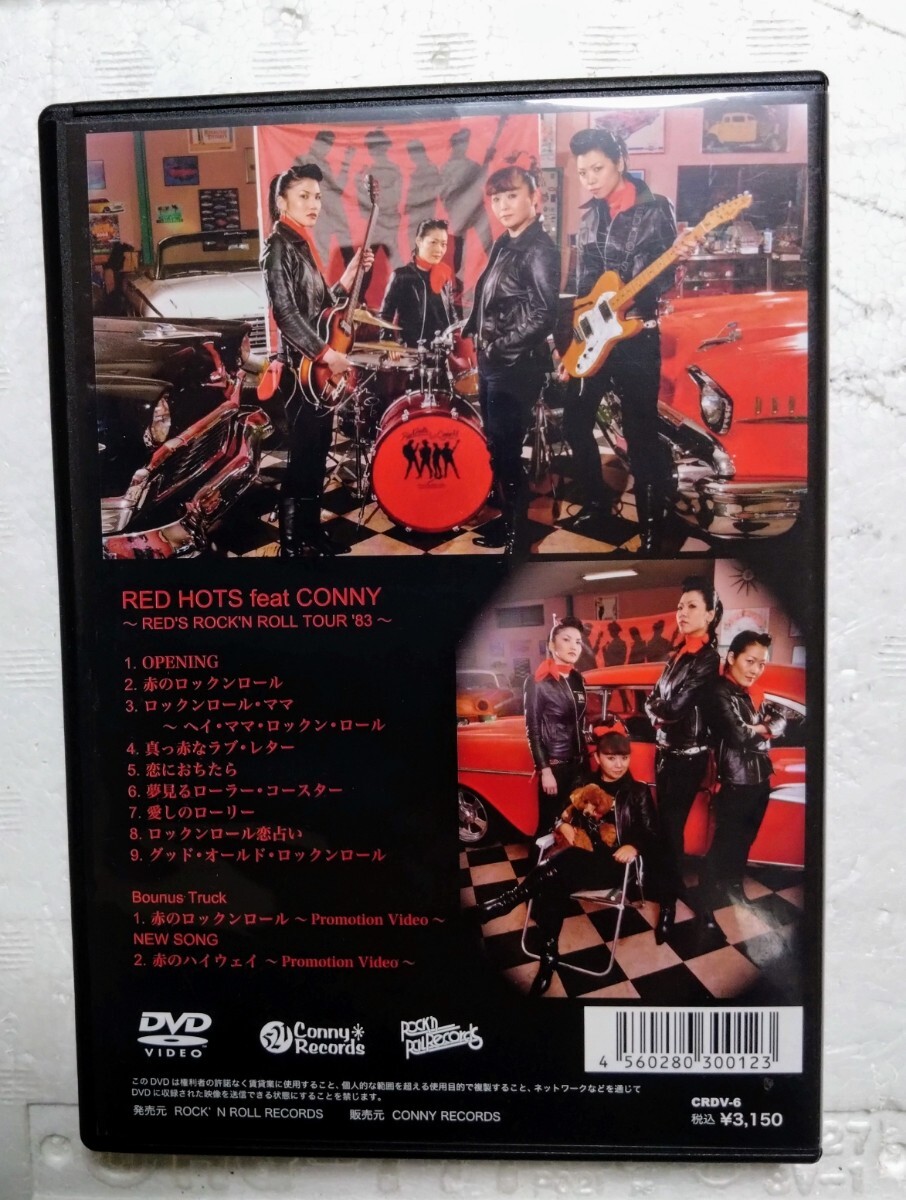 RED HOTS feat CONNY
～ RED'S ROCK'N ROLL TOUR '83 ～
1. OPENING
2. 赤のロックンロール
3. ロックンロール・ママ
～ ヘイ・ママ・ロックン・ロール
4. 真っ赤なラブ・レター
5. 恋におちたら
6. 夢見るローラー・コースター
7. 愛しのローリー
8. ロックンロール恋占い
9. グッド・オールド・ロックンロール
Bounus Truck
1. 赤のロックンロール ～ Promotion Video ～
NEW SONG
2. 赤のハイウェイ ～ Promotion Video ～
DVD
VIDEO
521 Conny Records
ROCK'N ROLL Records
4 560280 300123
このDVDは権利者の許諾なく賃貸業に使用すること、個人的な範囲を超える使用目的で複製すること、ネットワークなどを通じて
DVDに収録された映像を送信できる状態にすることを禁じます。
発売元 ROCK' N ROLL RECORDS 販売元 CONNY RECORDS
CRDV-6
税込 ¥3,150